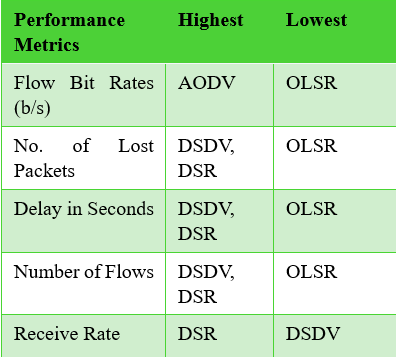 Performance Metrics Highest Lowest
Flow Bit Rates (b/s) AODV OLSR
No. of Lost Packets DSDV, DSR OLSR
Delay in Seconds DSDV, DSR OLSR
Number of Flows DSDV, DSR OLSR
Receive Rate DSR DSDV